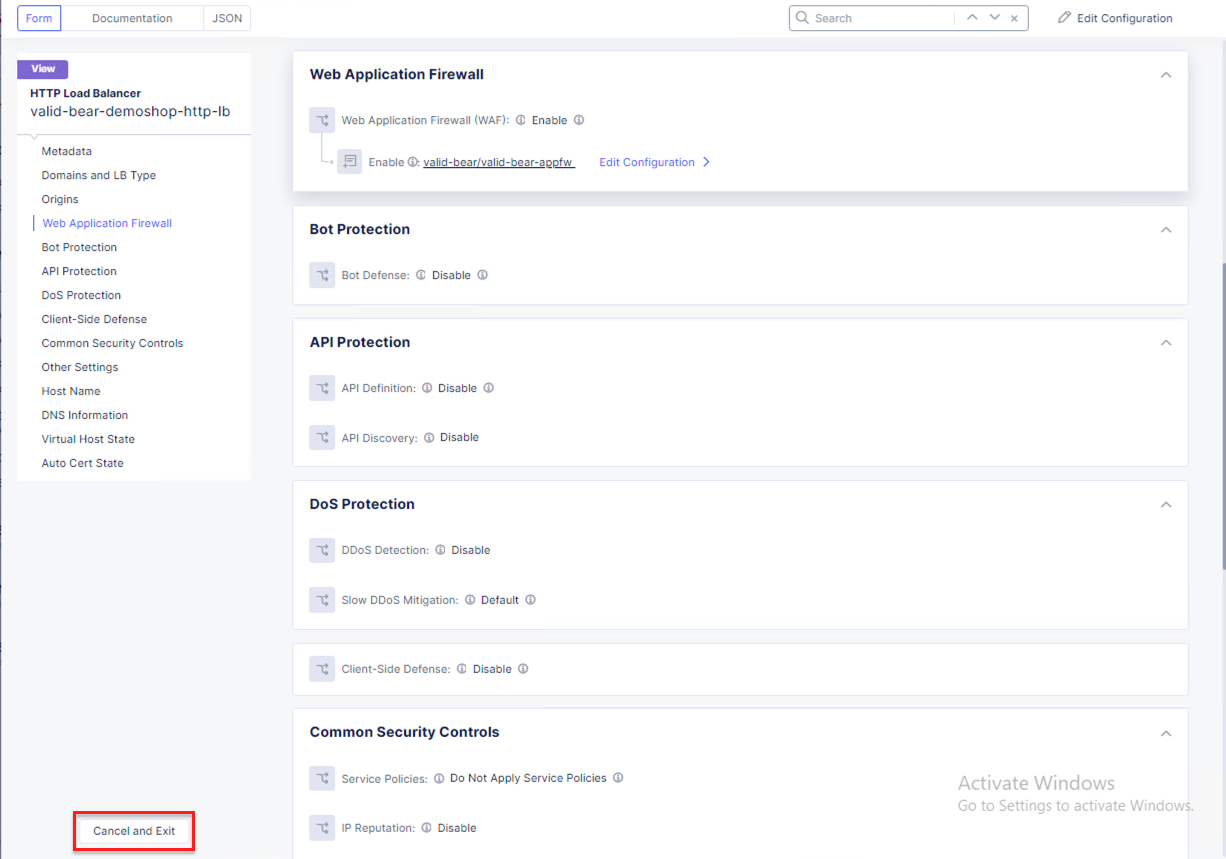 Form
Documentation
JSON
Search
Edit Configuration
View
HTTP Load Balancer
valid-bear-demoshop-http-lb
Metadata
Domains and LB Type
Origins
Web Application Firewall
Bot Protection
API Protection
DoS Protection
Client-Side Defense
Common Security Controls
Other Settings
Host Name
DNS Information
Virtual Host State
Auto Cert State
Cancel and Exit
Web Application Firewall
Web Application Firewall (WAF): Enable
Enable : valid-bear/valid-bear-appfw Edit Configuration
Bot Protection
Bot Defense: Disable
API Protection
API Definition: Disable
API Discovery: Disable
DoS Protection
DDoS Detection: Disable
Slow DDoS Mitigation: Default
Client-Side Defense: Disable
Common Security Controls
Service Policies: Do Not Apply Service Policies
IP Reputation: Disable
Activate Windows
Go to Settings to activate Windows.